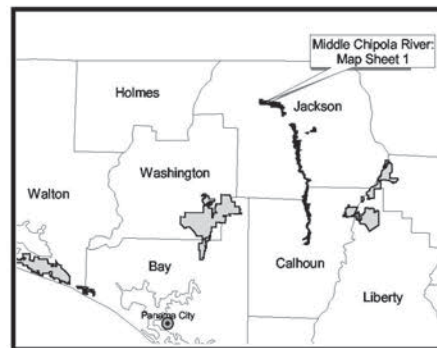 Middle Chipola River:
Map Sheet 1
Holmes
Jackson
Washington
Walton
Bay
Calhoun
Liberty
Panama City